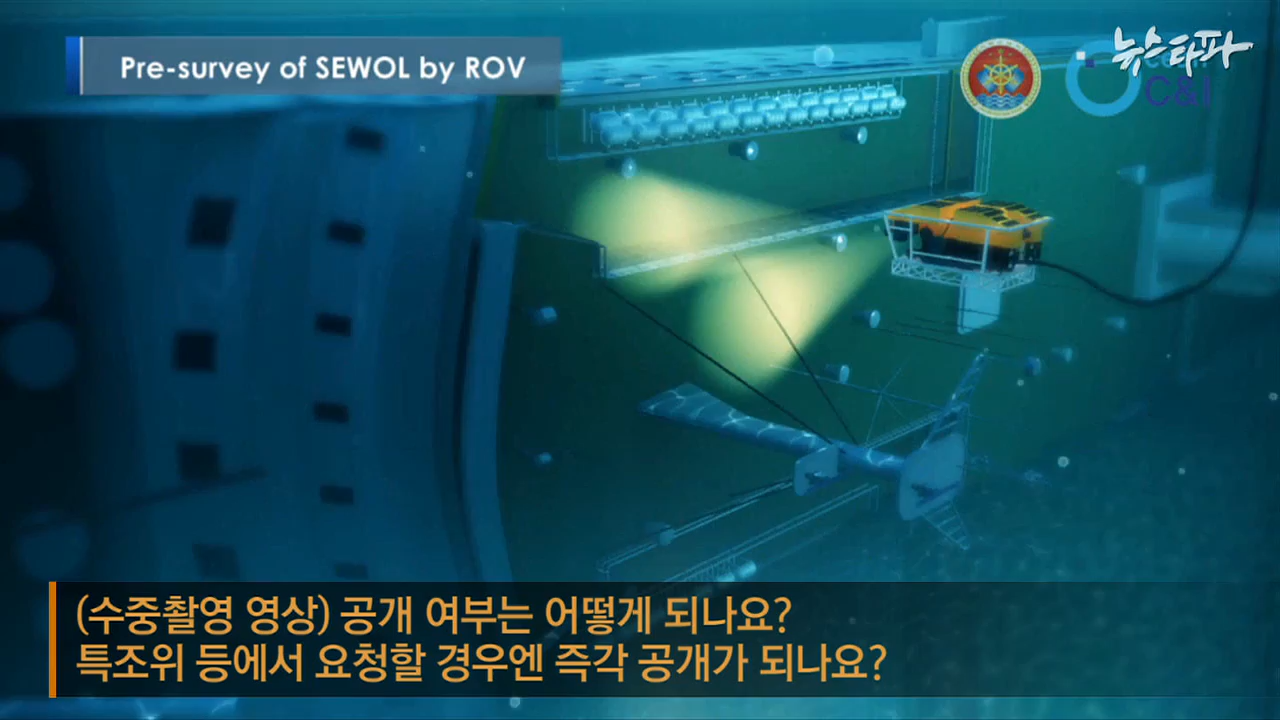 Pre-survey of SEWOL by ROV
뉴스타파
C&I
(수중촬영 영상) 공개 여부는 어떻게 되나요?
특조위 등에서 요청할 경우엔 즉각 공개가 되나요?